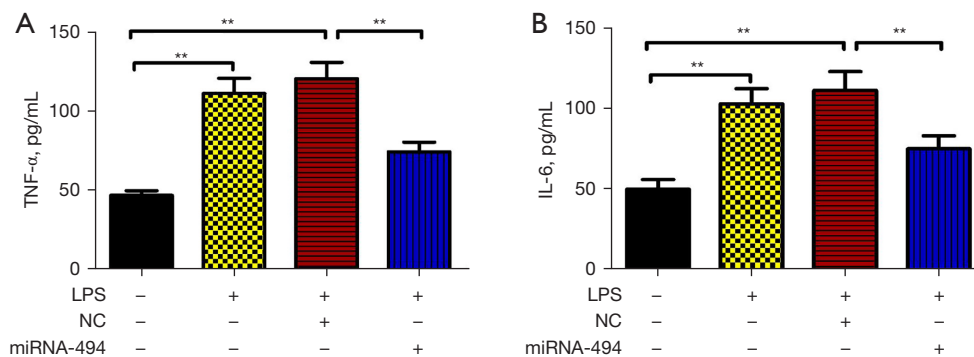 A
TNF-α, pg/mL
150
100
50
0
**
**
**
LPS – + + +
NC – – + –
miRNA-494 – – – +
B
IL-6, pg/mL
150
100
50
0
**
**
**
LPS – + + +
NC – – + –
miRNA-494 – – – +